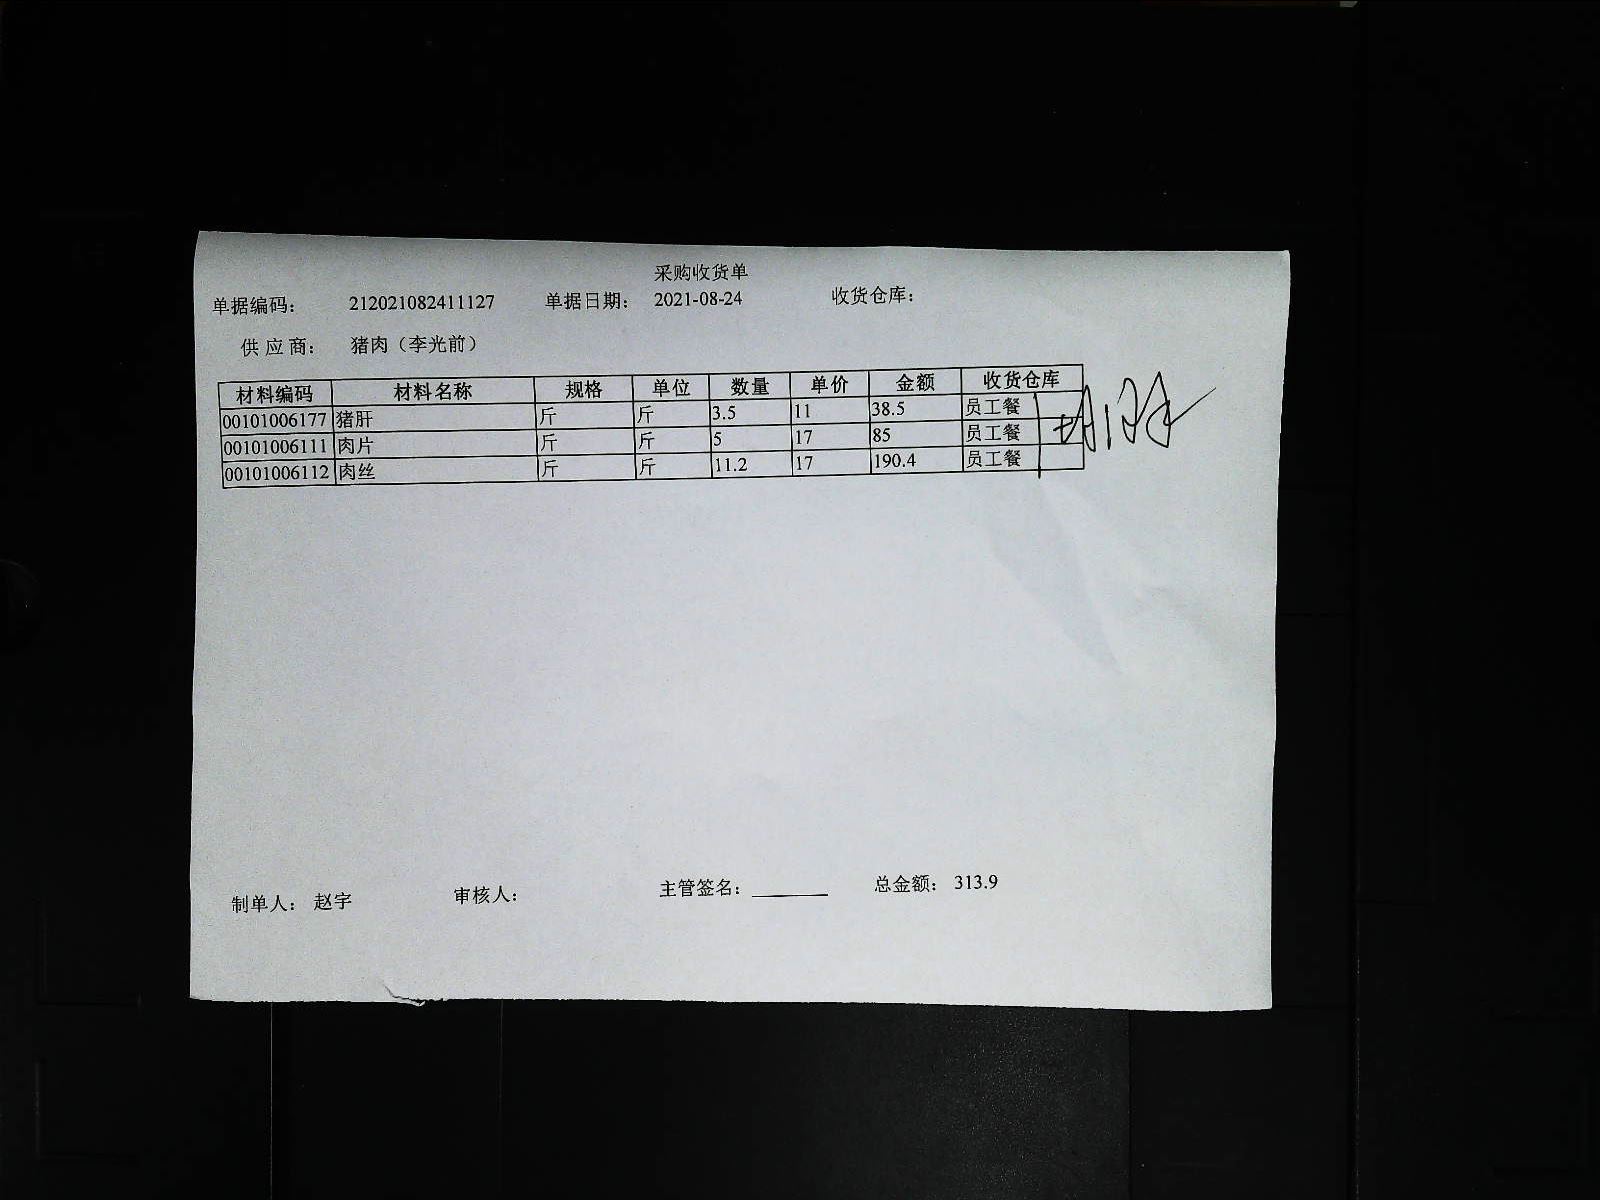 采购收货单
单据编码： 212021082411127 单据日期： 2021-08-24 收货仓库：
供应商： 猪肉（李光前）
材料编码 材料名称 规格 单位 数量 单价 金额 收货仓库
00101006177 猪肝 斤 斤 3.5 11 38.5 员工餐
00101006111 肉片 斤 斤 5 17 85 员工餐
00101006112 肉丝 斤 斤 11.2 17 190.4 员工餐
制单人： 赵宇 审核人： 主管签名： 总金额： 313.9